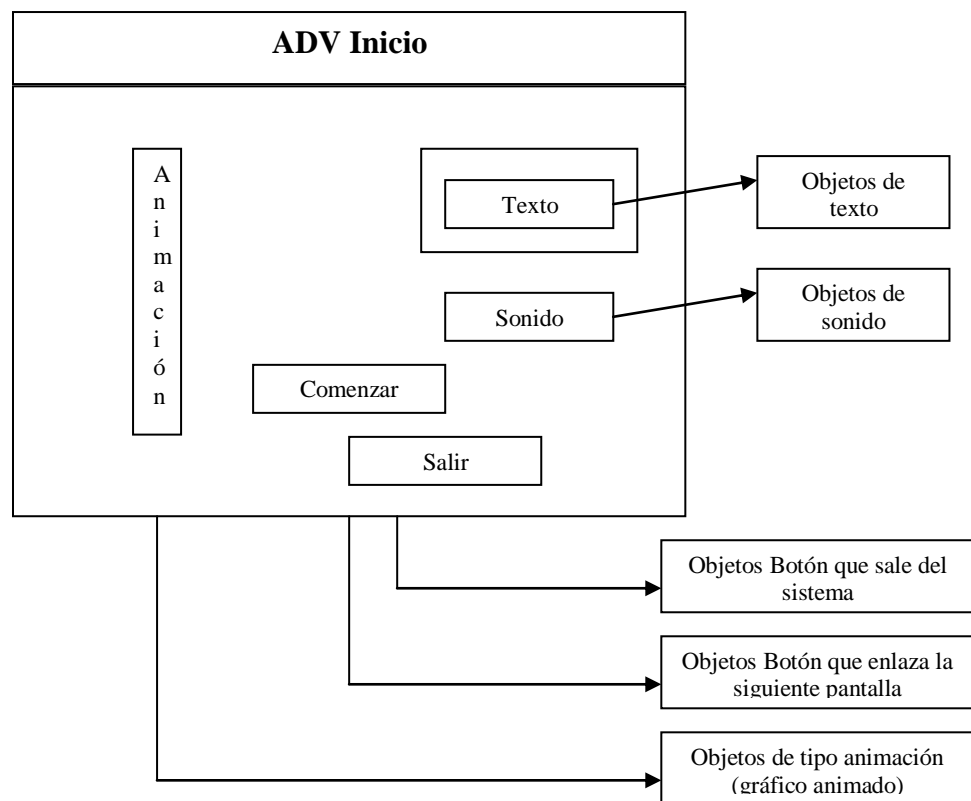 ADV Inicio
Animación
Texto
Objetos de
texto
Sonido
Objetos de
sonido
Comenzar
Salir
Objetos Botón que sale del
sistema
Objetos Botón que enlaza la
siguiente pantalla
Objetos de tipo animación
(gráfico animado)